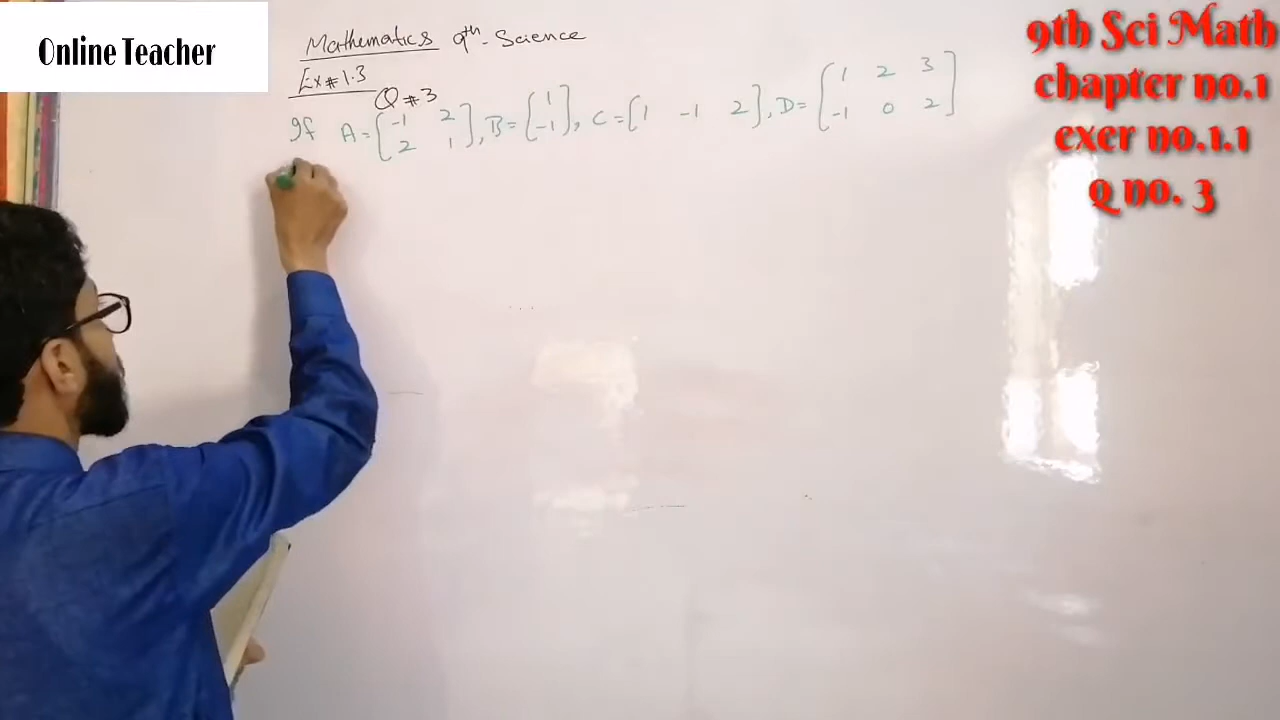 Online Teacher
Mathematics 9th - Science
Ex # 1.3
Q # 3
If A = [-1 2 2 1], B = [1 -1], C = [1 -1 2], D = [1 2 3 -1 0 2]
9th Sci Math
chapter no.1
exer no.1.1
Q no. 3